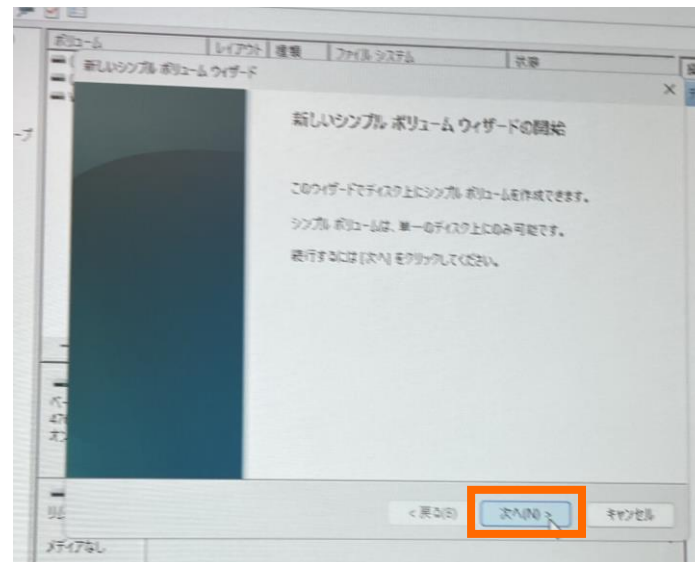 ボリューム レイアウト 種類 ファイル システム 状態
新しいシンプル ボリューム ウィザード
新しいシンプル ボリューム ウィザードの開始
このウィザードでディスク上にシンプル ボリュームを作成できます。
シンプル ボリュームは、単一のディスク上にのみ可能です。
続行するには [次へ] をクリックしてください。
ベー
476
オン
< 戻る(B) 次へ(N) > キャンセル
リム
メディアなし